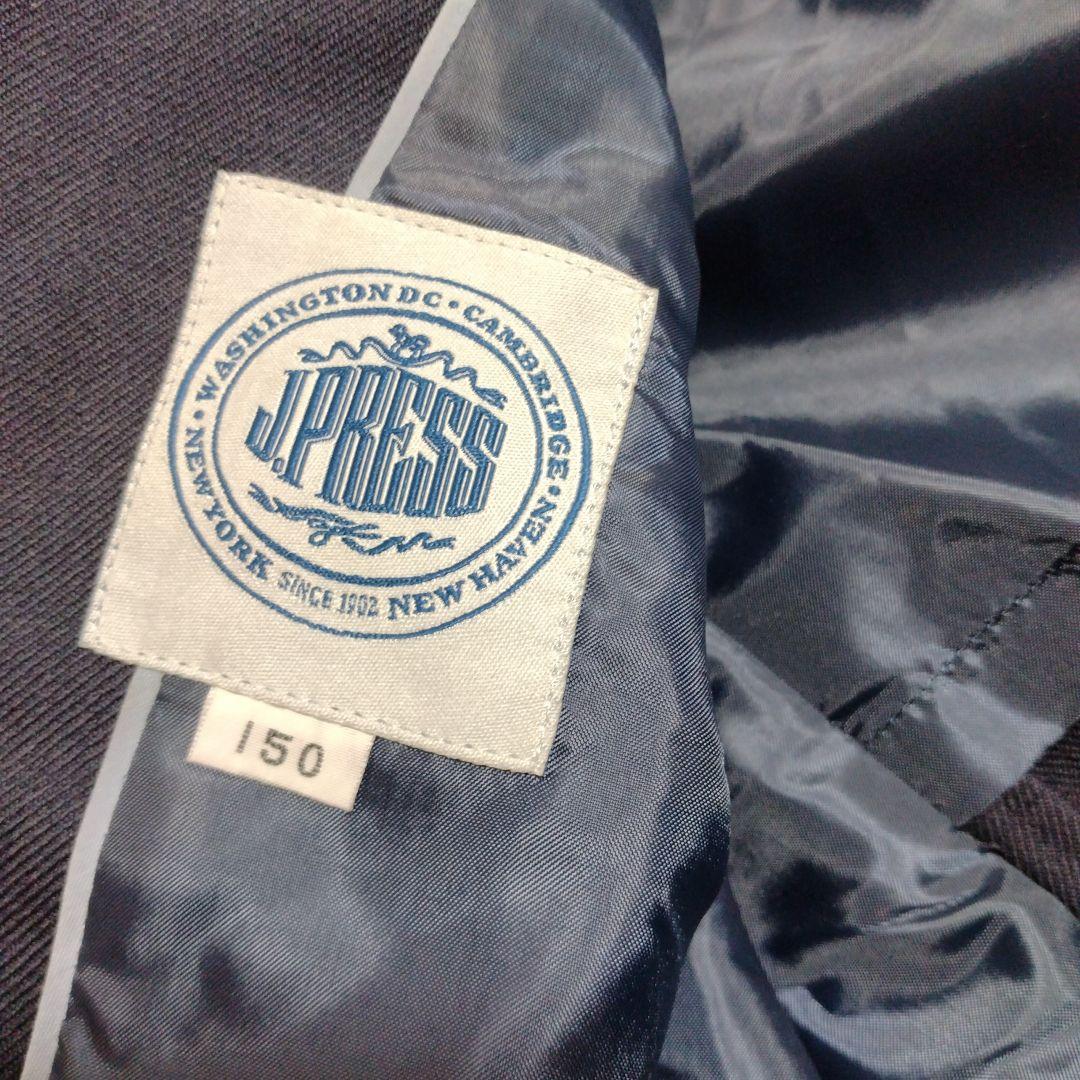 WASHINGTON DC • CAMBRIDGE • NEW HAVEN
NEW YORK
J.PRESS
SINCE 1902
150